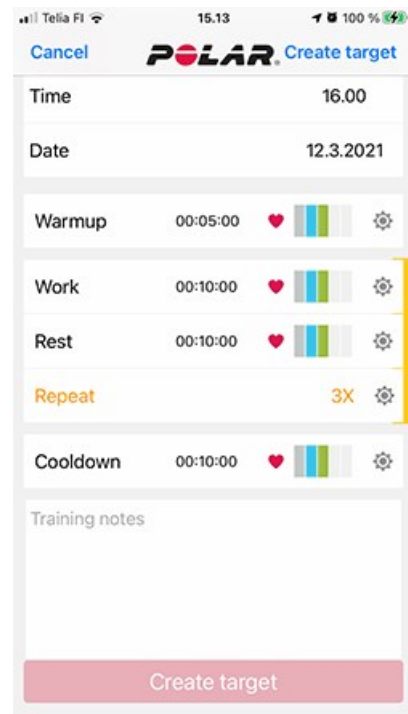 Telia FI 15.13 100 %
Cancel POLAR. Create target
Time 16.00
Date 12.3.2021
Warmup 00:05:00
Work 00:10:00
Rest 00:10:00
Repeat 3X
Cooldown 00:10:00
Training notes
Create target